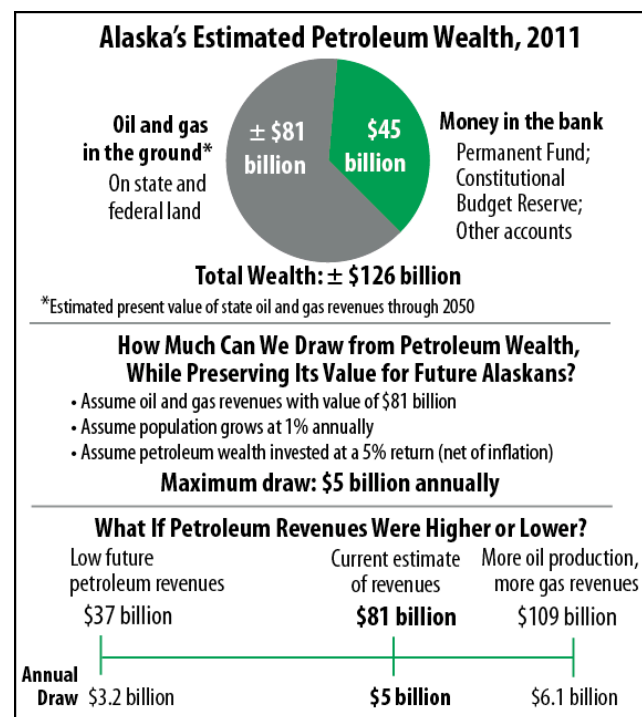 Alaska's Estimated Petroleum Wealth, 2011
Oil and gas
in the ground*
On state and
federal land
± $81
billion
$45
billion
Money in the bank
Permanent Fund;
Constitutional
Budget Reserve;
Other accounts
Total Wealth: ± $126 billion
*Estimated present value of state oil and gas revenues through 2050
How Much Can We Draw from Petroleum Wealth,
While Preserving Its Value for Future Alaskans?
• Assume oil and gas revenues with value of $81 billion
• Assume population grows at 1% annually
• Assume petroleum wealth invested at a 5% return (net of inflation)
Maximum draw: $5 billion annually
What If Petroleum Revenues Were Higher or Lower?
Low future
petroleum revenues
$37 billion
Current estimate
of revenues
$81 billion
More oil production,
more gas revenues
$109 billion
Annual
Draw $3.2 billion $5 billion $6.1 billion